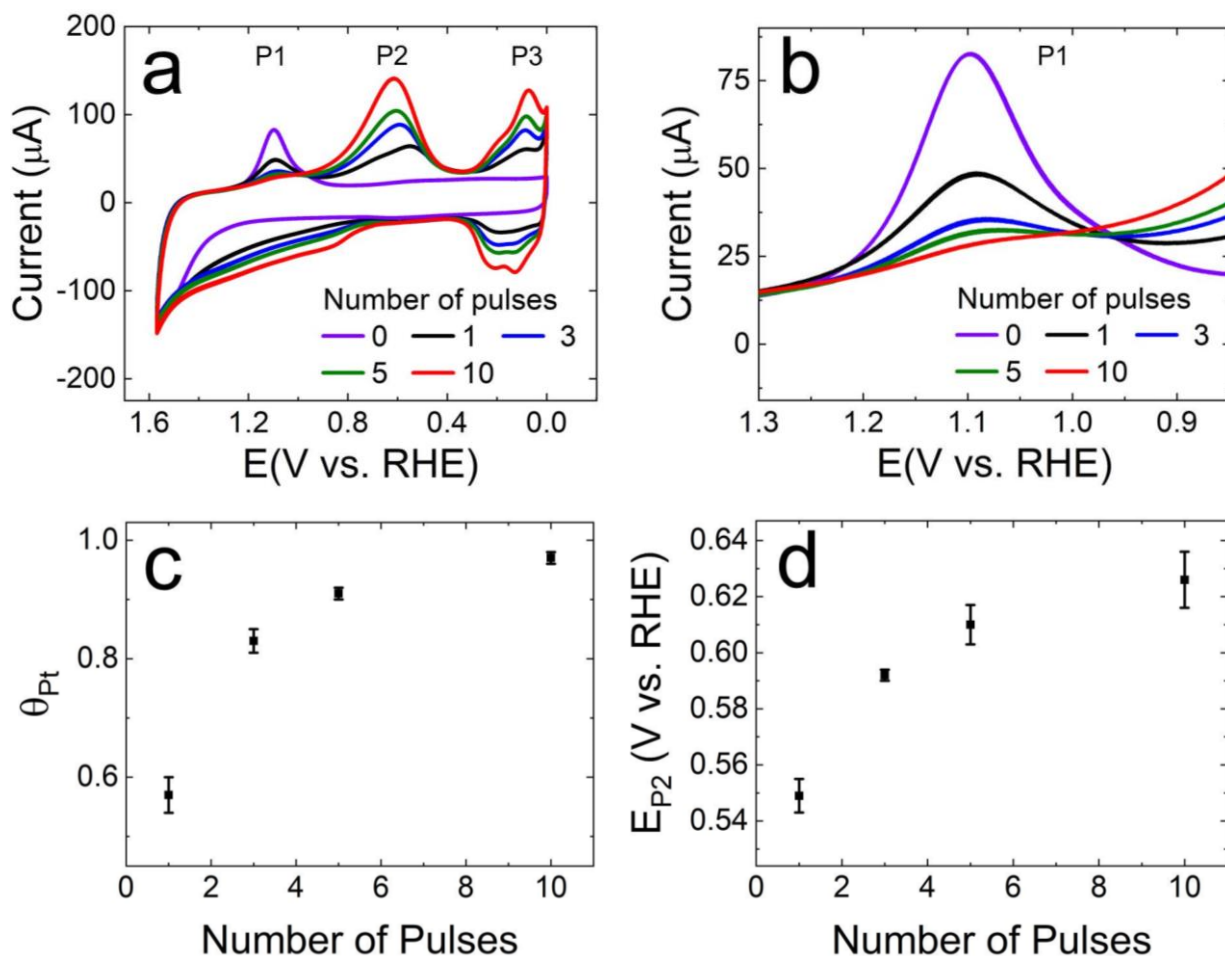 a
P1 P2 P3
200
100
0
-100
-200
Current (μA)
Number of pulses
0 1 3
5 10
1.6 1.2 0.8 0.4 0.0
E(V vs. RHE)
b
P1
75
50
25
0
Current (μA)
Number of pulses
0 1 3
5 10
1.3 1.2 1.1 1.0 0.9
E(V vs. RHE)
c
1.0
0.8
0.6
θPt
0 2 4 6 8 10
Number of Pulses
d
0.64
0.62
0.60
0.58
0.56
0.54
EP2 (V vs. RHE)
0 2 4 6 8 10
Number of Pulses